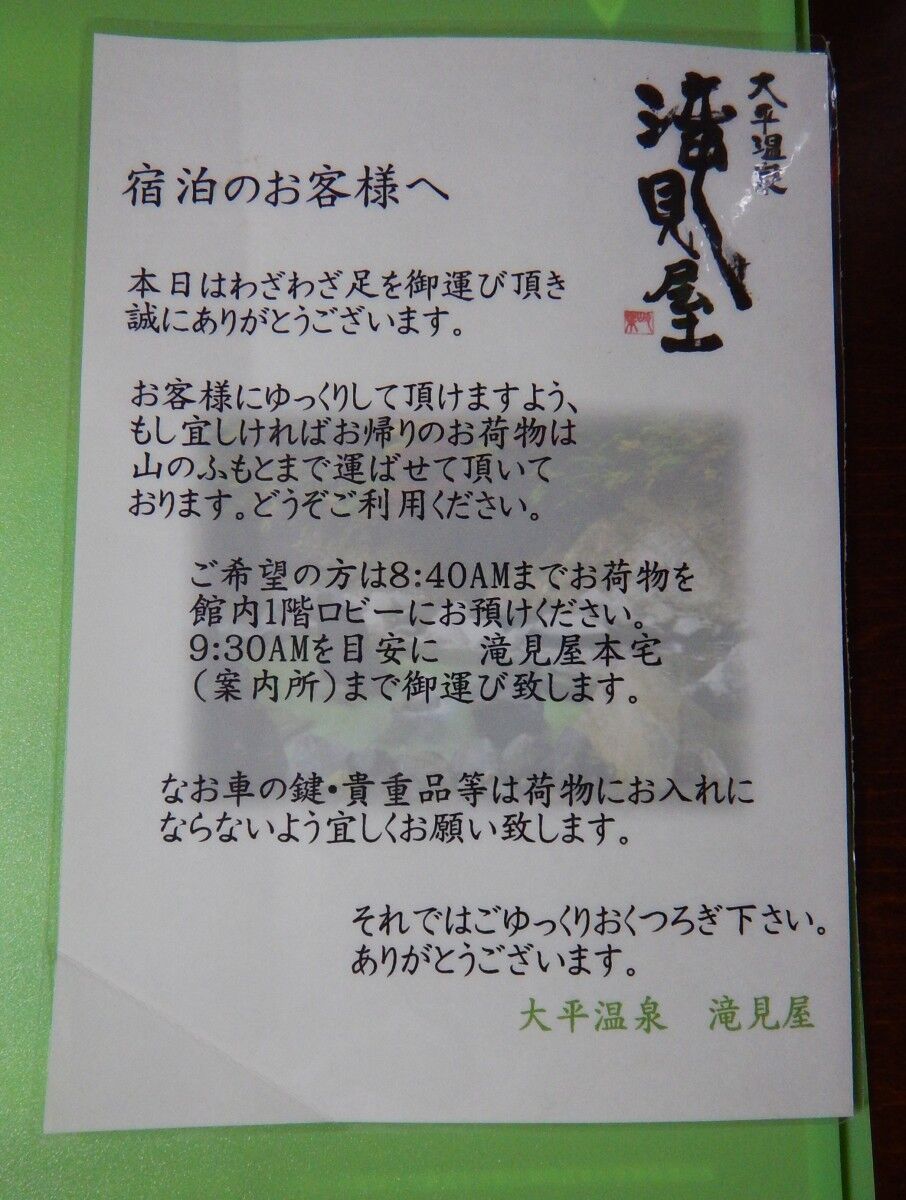 大平温泉
滝見屋
宿泊のお客様へ
本日はわざわざ足を御運び頂き
誠にありがとうございます。
お客様にゆっくりして頂けますよう、
もし宜しければお帰りのお荷物は
山のふもとまで運ばせて頂いて
おります。どうぞご利用ください。
ご希望の方は8:40AMまでお荷物を
館内1階ロビーにお預けください。
9:30AMを目安に　滝見屋本宅
（案内所）まで御運び致します。
なお車の鍵・貴重品等は荷物にお入れに
ならないよう宜しくお願い致します。
それではごゆっくりおくつろぎ下さい。
ありがとうございます。
大平温泉　滝見屋